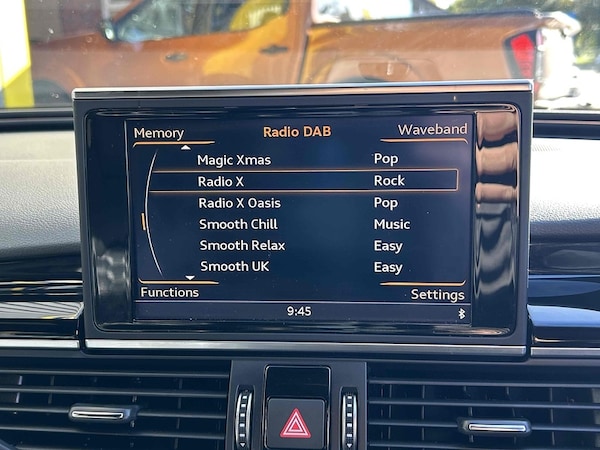 Memory Radio DAB Waveband
Magic Xmas Pop
Radio X Rock
Radio X Oasis Pop
Smooth Chill Music
Smooth Relax Easy
Smooth UK Easy
Functions Settings
9:45